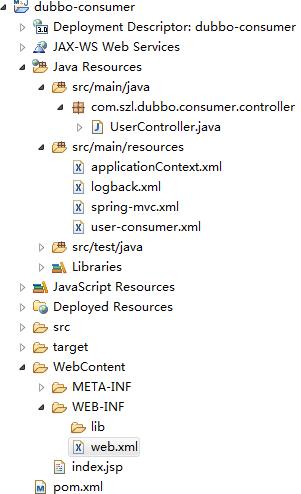 dubbo-consumer
Deployment Descriptor: dubbo-consumer
JAX-WS Web Services
Java Resources
src/main/java
com.szl.dubbo.consumer.controller
UserController.java
src/main/resources
applicationContext.xml
logback.xml
spring-mvc.xml
user-consumer.xml
src/test/java
Libraries
JavaScript Resources
Deployed Resources
src
target
WebContent
META-INF
WEB-INF
lib
web.xml
index.jsp
pom.xml